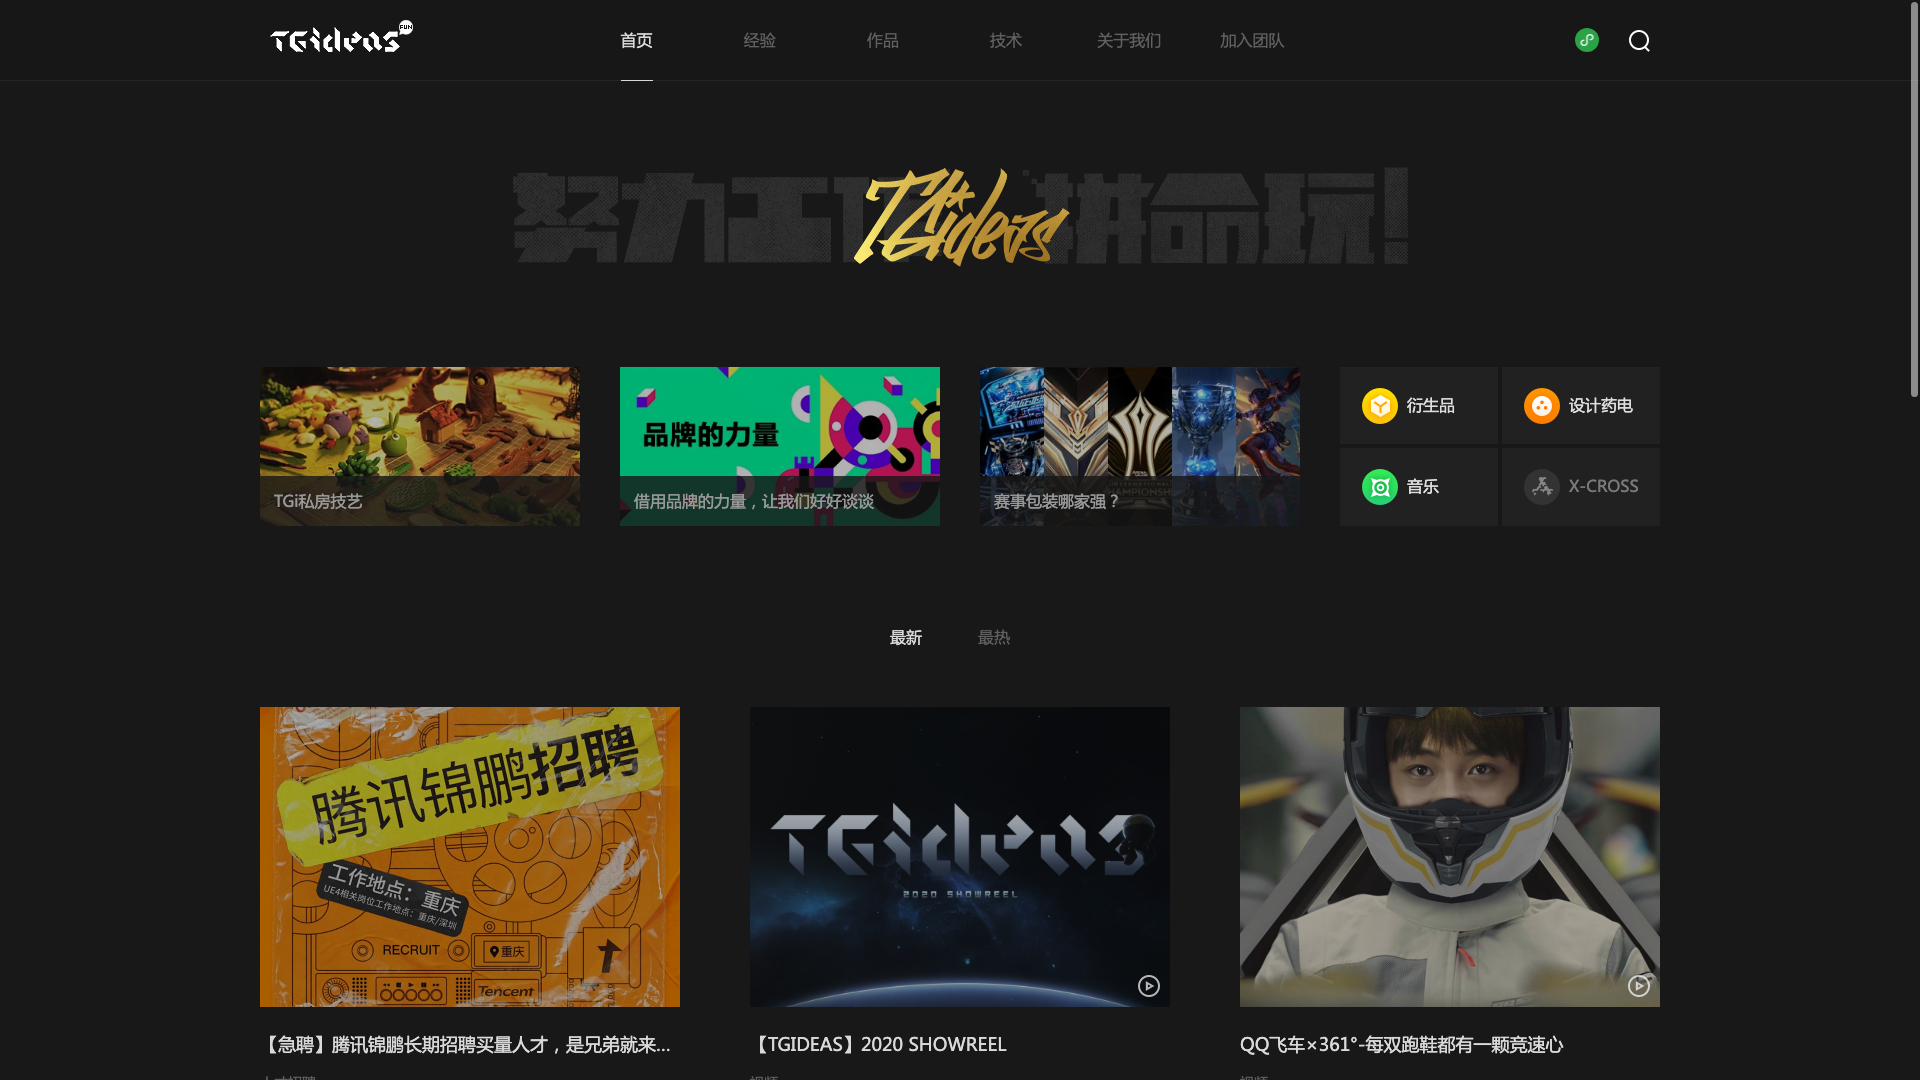 TGideas FUN
首页
经验
作品
技术
关于我们
加入团队
努力工作 拼命玩!
TGideas
品牌的力量
TGi私房技艺
借用品牌的力量，让我们好好谈谈
赛事包装哪家强？
衍生品
设计药电
音乐
X-CROSS
最新
最热
腾讯锦鹏招聘
工作地点：重庆
UE4相关岗位工作地点：重庆/深圳
RECRUIT
重庆
Tencent
TGideas
2020 SHOWREEL
【急聘】腾讯锦鹏长期招聘买量人才，是兄弟就来...
【TGIDEAS】2020 SHOWREEL
QQ飞车×361°-每双跑鞋都有一颗竞速心